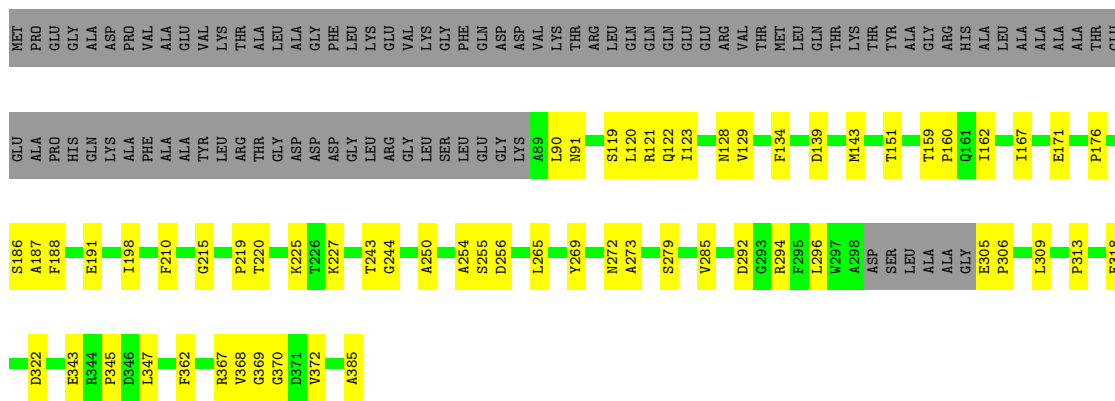 MET PRO GLU GLY ALA ASP PRO VAL ALA GLU VAL LYS THR ALA LEU ALA GLY PHE LEU LYS GLU VAL LYS GLY PHE GLN ASP ASP VAL LYS THR ARG LEU GLN GLN GLN GLU GLU ARG VAL THR MET LEU GLN THR LYS THR TYR ALA GLY ARG HIS ALA LEU ALA ALA ALA ALA THR GLU
GLU ALA PRO HIS GLN LYS ALA PHE ALA ALA TYR LEU ARG THR GLY ASP ASP ASP GLY LEU ARG GLY LEU SER LEU GLU GLY LYS A89 L90 N91 S119 L120 R121 Q122 I123 N128 V129 F134 D139 M143 T151 T159 P160 Q161 I162 I167 E171 P176
S186 A187 F188 E191 I198 F210 G215 P219 T220 K225 T226 K227 T243 G244 A250 A254 S255 D256 L265 Y269 N272 A273 S279 V285 D292 G293 R294 F295 L296 W297 A298 ASP SER LEU ALA ALA GLY E305 P306 L309 P313
D322 E343 R344 P345 D346 L347 F362 R367 V368 G369 G370 D371 V372 A385